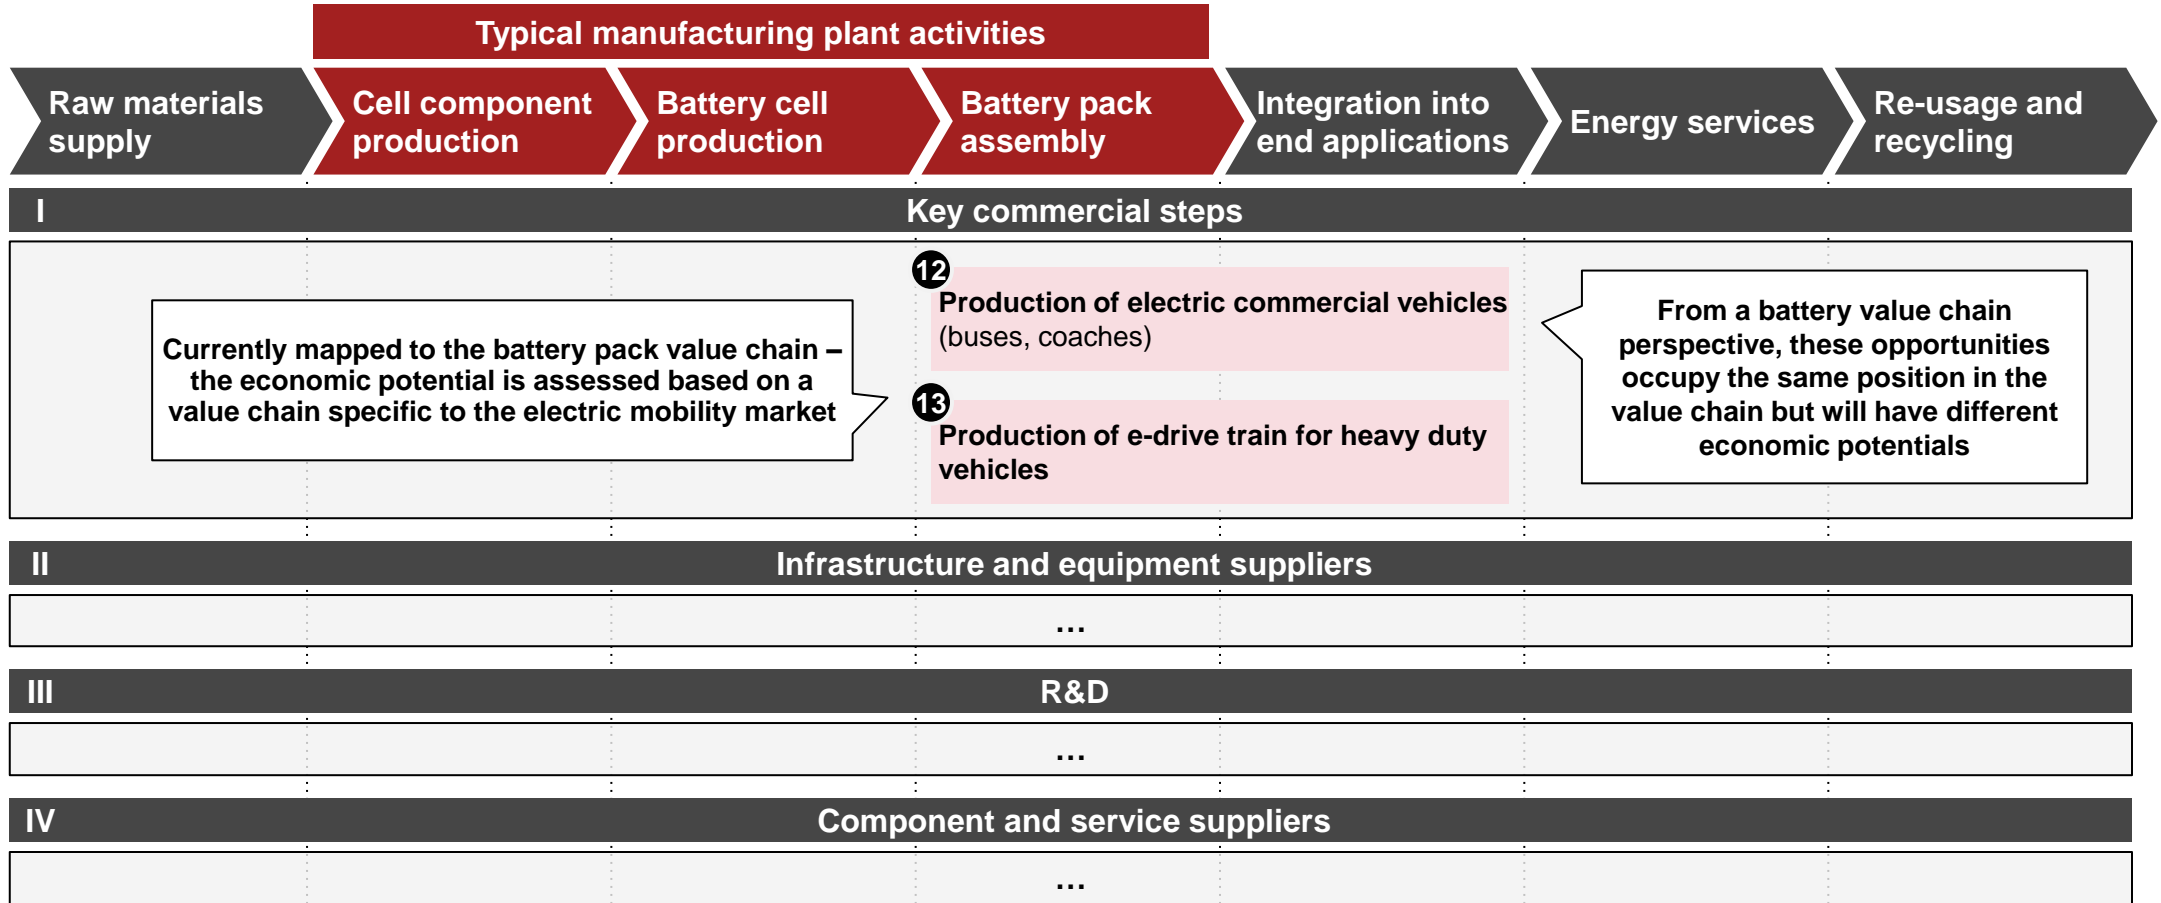 Typical manufacturing plant activities
Raw materials
supply
Cell component
production
Battery cell
production
Battery pack
assembly
Integration into
end applications
Energy services
Re-usage and
recycling
I
Key commercial steps
12
Production of electric commercial vehicles
(buses, coaches)
Currently mapped to the battery pack value chain –
the economic potential is assessed based on a
value chain specific to the electric mobility market
13
Production of e-drive train for heavy duty
vehicles
From a battery value chain
perspective, these opportunities
occupy the same position in the
value chain but will have different
economic potentials
II
Infrastructure and equipment suppliers
…
III
R&D
…
IV
Component and service suppliers
…